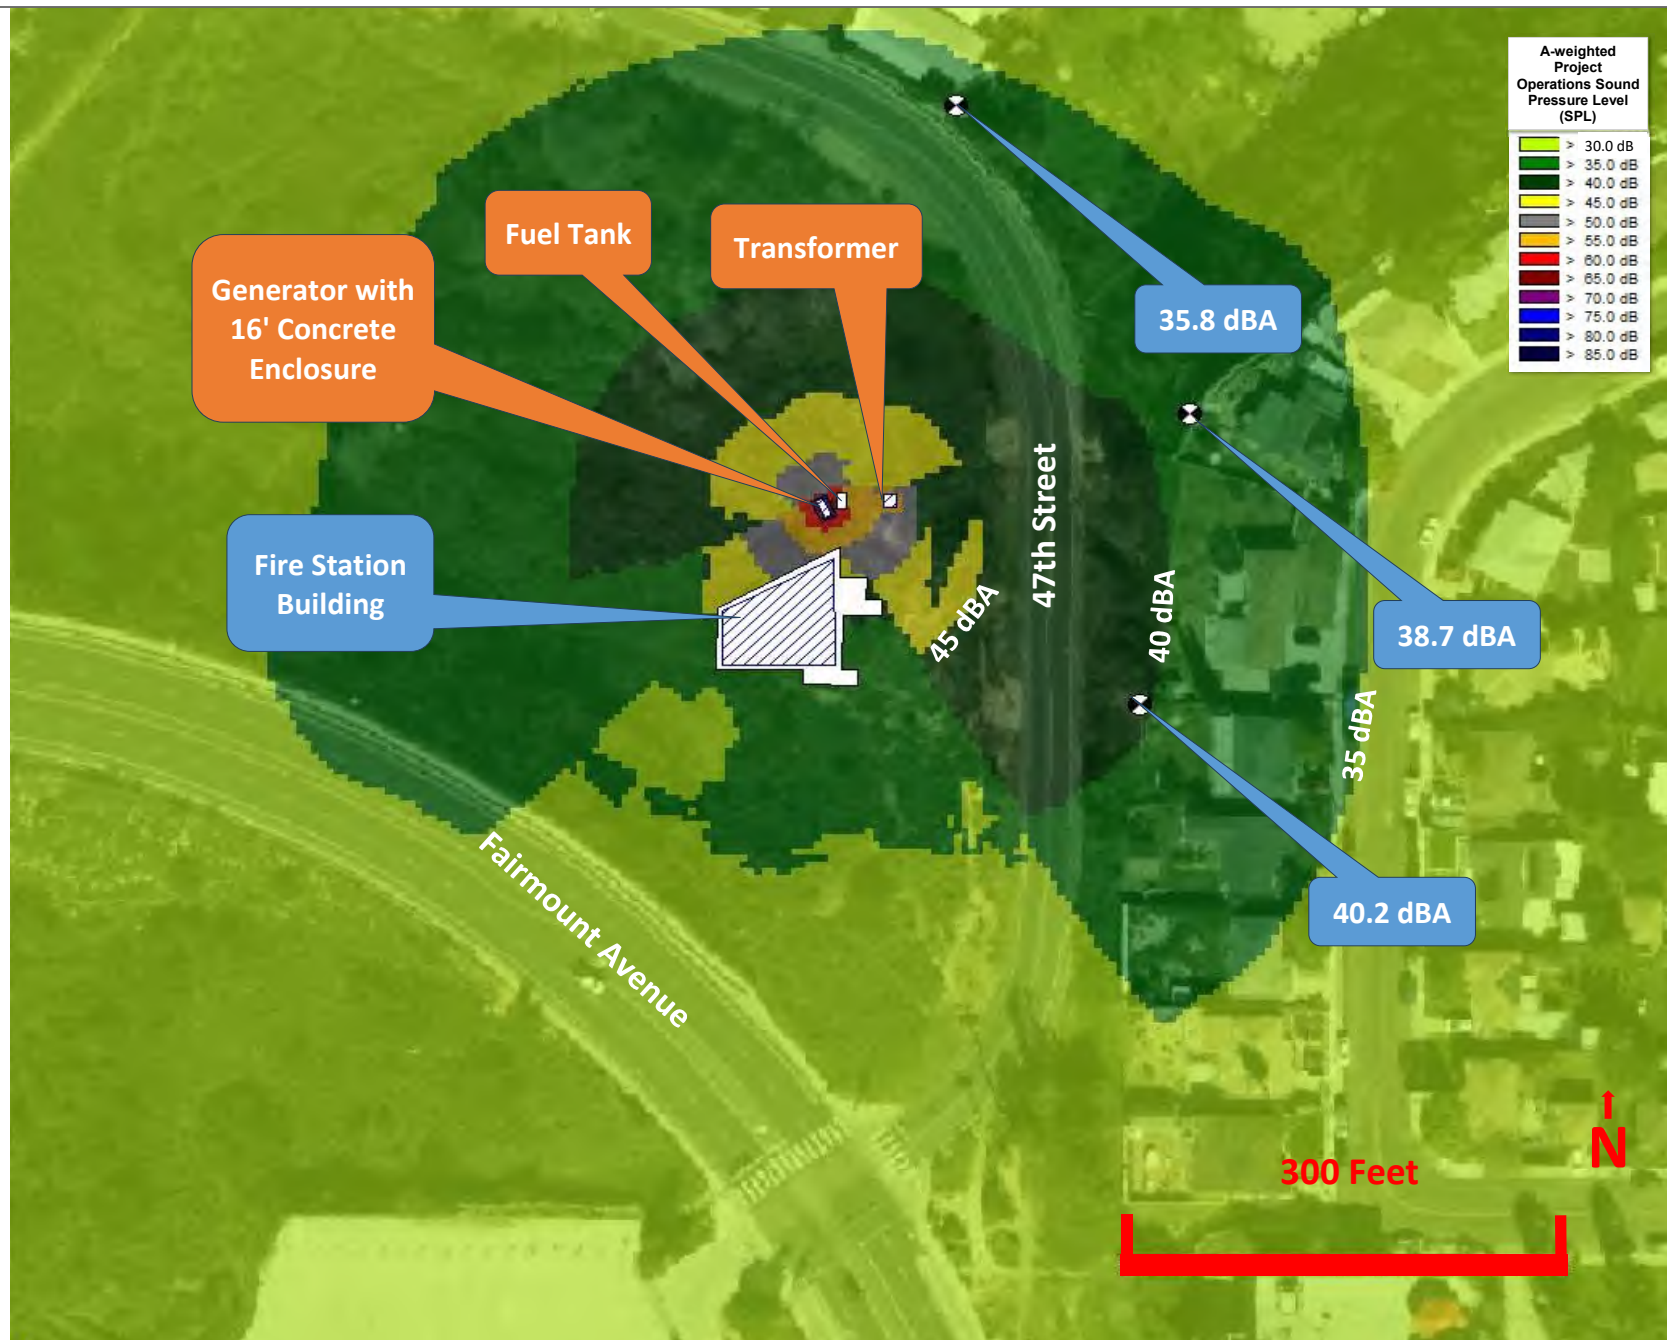 A-weighted
Project
Operations Sound
Pressure Level
(SPL)
> 30.0 dB
> 35.0 dB
> 40.0 dB
> 45.0 dB
> 50.0 dB
> 55.0 dB
> 60.0 dB
> 65.0 dB
> 70.0 dB
> 75.0 dB
> 80.0 dB
> 85.0 dB
Fuel Tank
Transformer
Generator with
16' Concrete
Enclosure
35.8 dBA
47th Street
Fire Station
Building
45 dBA
40 dBA
38.7 dBA
35 dBA
40.2 dBA
Fairmount Avenue
N
300 Feet